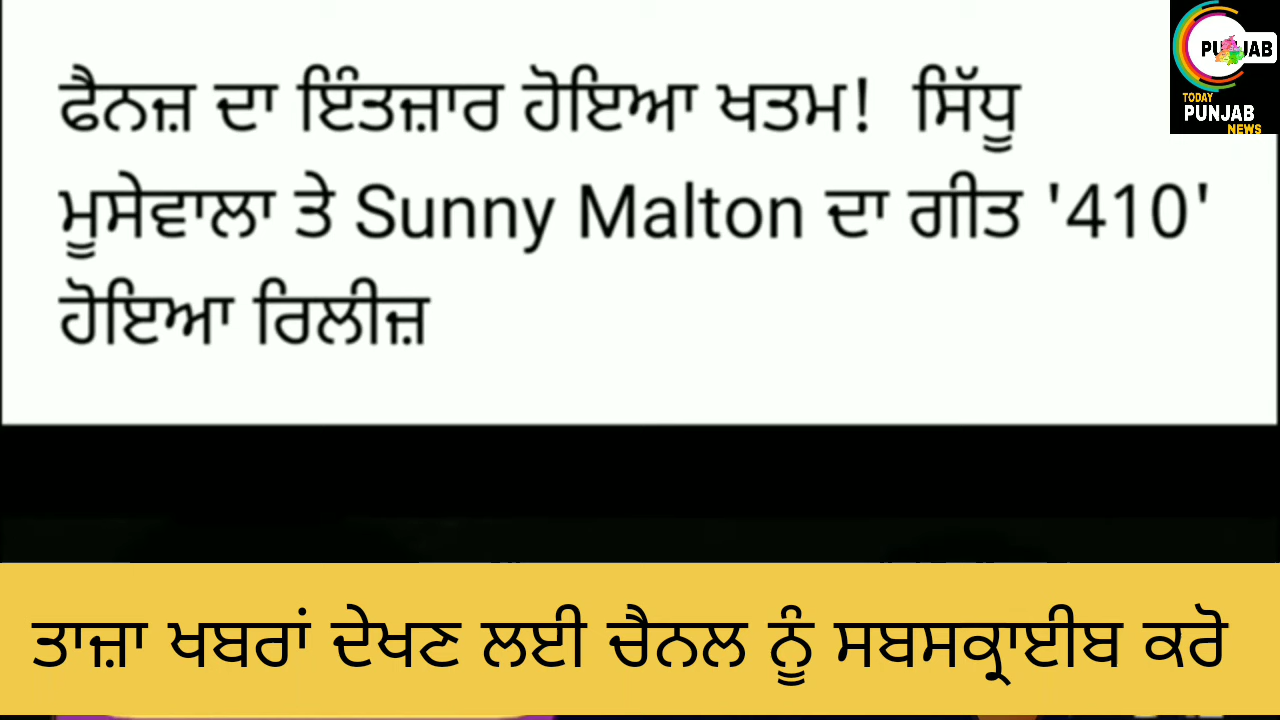 PUNJAB
TODAY
PUNJAB
NEWS
ਫੈਨਜ਼ ਦਾ ਇੰਤਜ਼ਾਰ ਹੋਇਆ ਖਤਮ! ਸਿੱਧੂ
ਮੂਸੇਵਾਲਾ ਤੇ Sunny Malton ਦਾ ਗੀਤ '410'
ਹੋਇਆ ਰਿਲੀਜ਼
ਤਾਜ਼ਾ ਖਬਰਾਂ ਦੇਖਣ ਲਈ ਚੈਨਲ ਨੂੰ ਸਬਸਕ੍ਰਾਈਬ ਕਰੋ